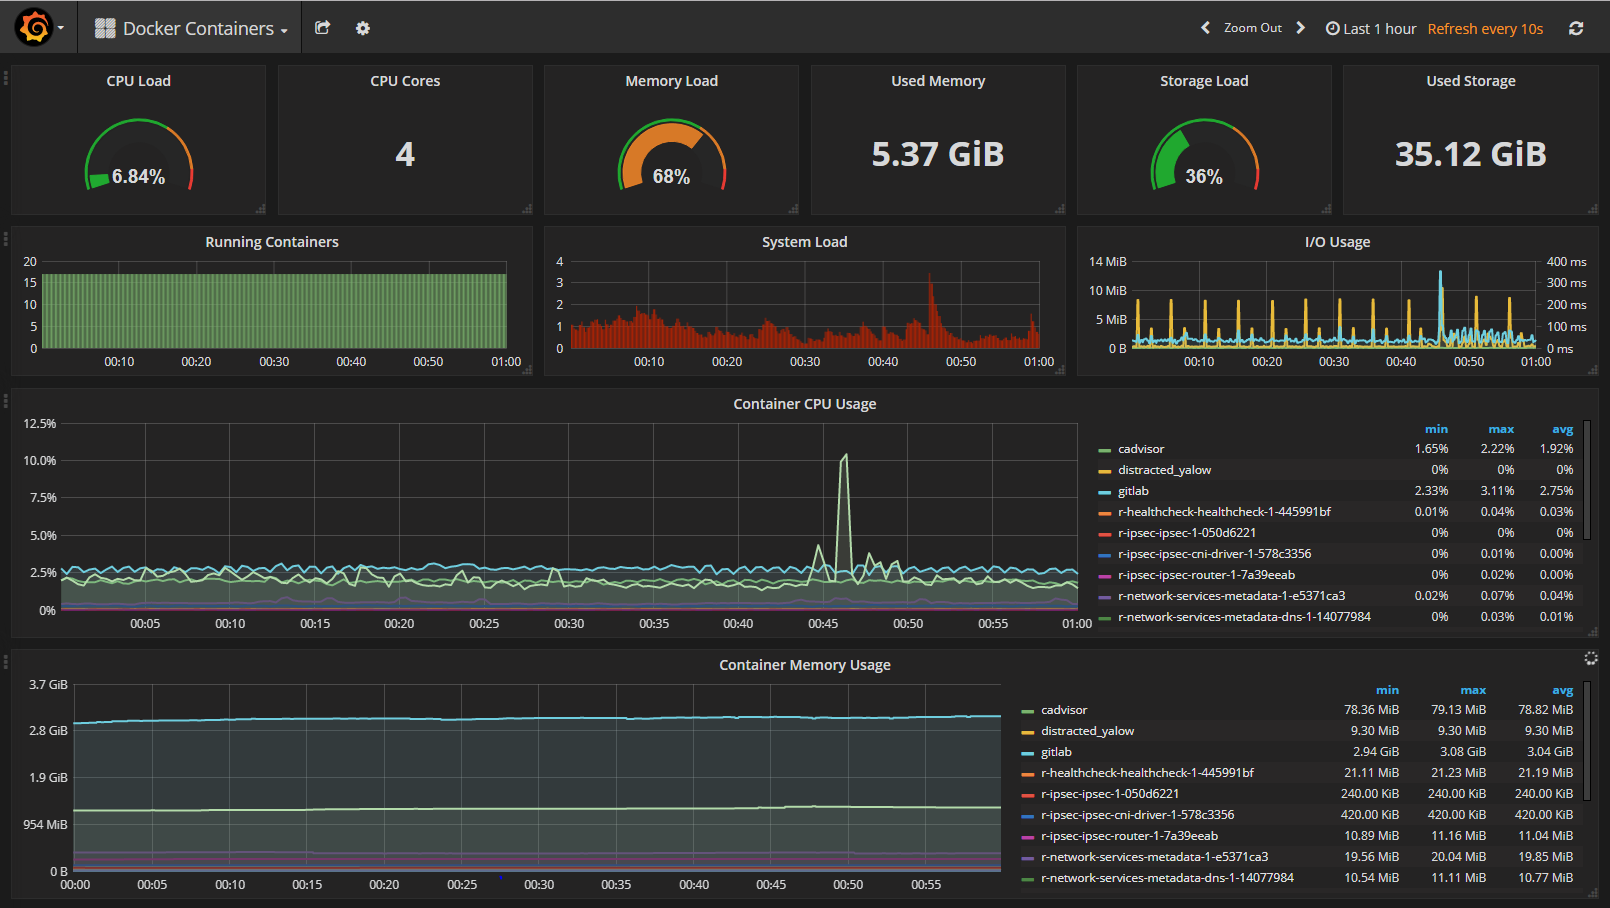 Docker Containers
Zoom Out
Last 1 hour Refresh every 10s
CPU Load
6.84%
CPU Cores
4
Memory Load
68%
Used Memory
5.37 GiB
Storage Load
36%
Used Storage
35.12 GiB
Running Containers
20
15
10
5
0
00:10 00:20 00:30 00:40 00:50 01:00
System Load
4
3
2
1
0
00:10 00:20 00:30 00:40 00:50 01:00
I/O Usage
14 MiB 400 ms
300 ms
10 MiB
200 ms
5 MiB
100 ms
0 B 0 ms
00:10 00:20 00:30 00:40 00:50 01:00
Container CPU Usage
12.5%
10.0%
7.5%
5.0%
2.5%
0%
00:05 00:10 00:15 00:20 00:25 00:30 00:35 00:40 00:45 00:50 00:55 01:00
min max avg
cadvisor 1.65% 2.22% 1.92%
distracted_yalow 0% 0% 0%
gitlab 2.33% 3.11% 2.75%
r-healthcheck-healthcheck-1-445991bf 0.01% 0.04% 0.03%
r-ipsec-ipsec-1-050d6221 0% 0% 0%
r-ipsec-ipsec-cni-driver-1-578c3356 0% 0.01% 0.00%
r-ipsec-ipsec-router-1-7a39eeab 0% 0.02% 0.00%
r-network-services-metadata-1-e5371ca3 0.02% 0.07% 0.04%
r-network-services-metadata-dns-1-14077984 0% 0.03% 0.01%
Container Memory Usage
3.7 GiB
2.8 GiB
1.9 GiB
954 MiB
0 B
00:00 00:05 00:10 00:15 00:20 00:25 00:30 00:35 00:40 00:45 00:50 00:55
min max avg
cadvisor 78.36 MiB 79.13 MiB 78.82 MiB
distracted_yalow 9.30 MiB 9.30 MiB 9.30 MiB
gitlab 2.94 GiB 3.08 GiB 3.04 GiB
r-healthcheck-healthcheck-1-445991bf 21.11 MiB 21.23 MiB 21.19 MiB
r-ipsec-ipsec-1-050d6221 240.00 KiB 240.00 KiB 240.00 KiB
r-ipsec-ipsec-cni-driver-1-578c3356 420.00 KiB 420.00 KiB 420.00 KiB
r-ipsec-ipsec-router-1-7a39eeab 10.89 MiB 11.16 MiB 11.04 MiB
r-network-services-metadata-1-e5371ca3 19.56 MiB 20.04 MiB 19.85 MiB
r-network-services-metadata-dns-1-14077984 10.54 MiB 11.11 MiB 10.77 MiB